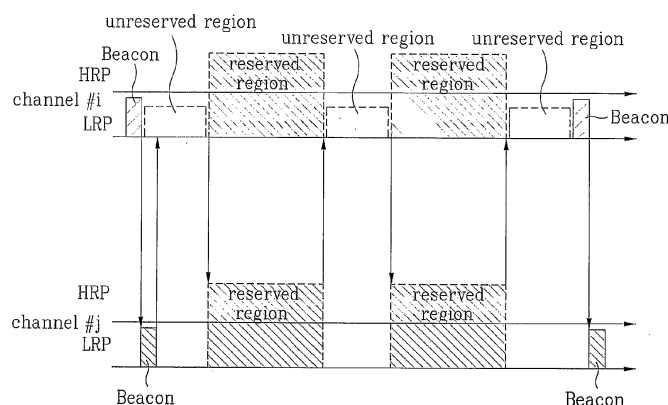 unreserved region
unreserved region
unreserved region
Beacon
HRP
reserved
region
reserved
region
channel #i
LRP
Beacon
HRP
reserved
region
reserved
region
channel #j
LRP
Beacon
Beacon